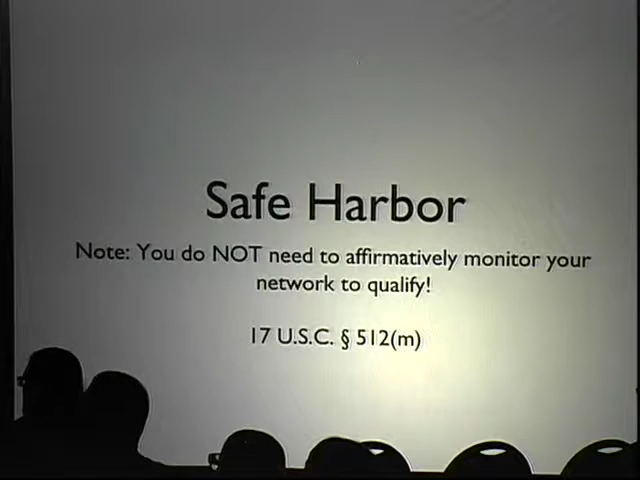 Safe Harbor
Note: You do NOT need to affirmatively monitor your
network to qualify!
17 U.S.C. § 512(m)